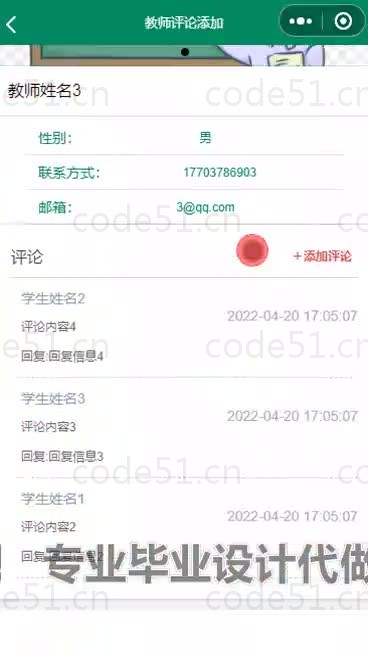 教师评论添加
code51.cn
教师姓名3
性别：
男
联系方式：
17703786903
邮箱：
3@qq.com
code51.cn
评论
+添加评论
学生姓名2
2022-04-20 17:05:07
评论内容4
code51.cn
回复:回复信息4
学生姓名3
2022-04-20 17:05:07
评论内容3
回复:回复信息3
code51.cn
学生姓名1
2022-04-20 17:05:07
评论内容2
回复:回复信息2
专业毕业设计代做
code51.cn